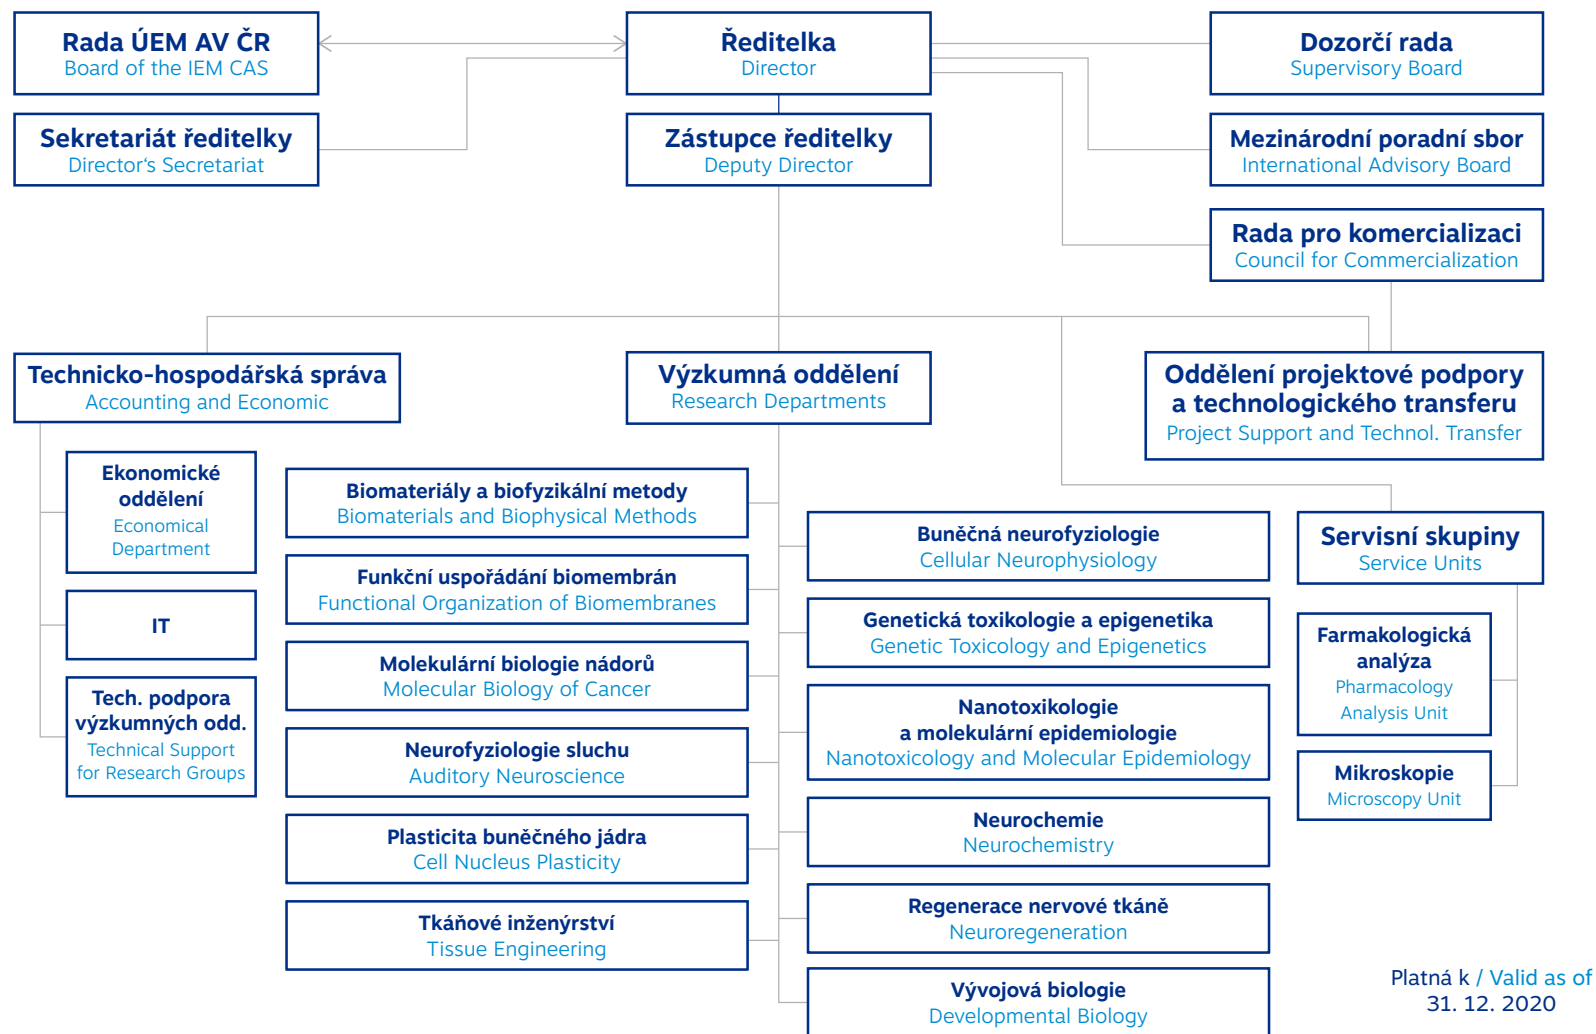 Rada ÚEM AV ČR
Board of the IEM CAS
Ředitelka
Director
Dozorčí rada
Supervisory Board
Sekretariát ředitelky
Director‘s Secretariat
Zástupce ředitelky
Deputy Director
Mezinárodní poradní sbor
International Advisory Board
Rada pro komercializaci
Council for Commercialization
Technicko-hospodářská správa
Accounting and Economic
Výzkumná oddělení
Research Departments
Oddělení projektové podpory
a technologického transferu
Project Support and Technol. Transfer
Ekonomické
oddělení
Economical
Department
IT
Tech. podpora
výzkumných odd.
Technical Support
for Research Groups
Biomateriály a biofyzikální metody
Biomaterials and Biophysical Methods
Funkční uspořádání biomembrán
Functional Organization of Biomembranes
Molekulární biologie nádorů
Molecular Biology of Cancer
Neurofyziologie sluchu
Auditory Neuroscience
Plasticita buněčného jádra
Cell Nucleus Plasticity
Tkáňové inženýrství
Tissue Engineering
Buněčná neurofyziologie
Cellular Neurophysiology
Genetická toxikologie a epigenetika
Genetic Toxicology and Epigenetics
Nanotoxikologie
a molekulární epidemiologie
Nanotoxicology and Molecular Epidemiology
Neurochemie
Neurochemistry
Regenerace nervové tkáně
Neuroregeneration
Vývojová biologie
Developmental Biology
Servisní skupiny
Service Units
Farmakologická
analýza
Pharmacology
Analysis Unit
Mikroskopie
Microscopy Unit
Platná k / Valid as of
31. 12. 2020